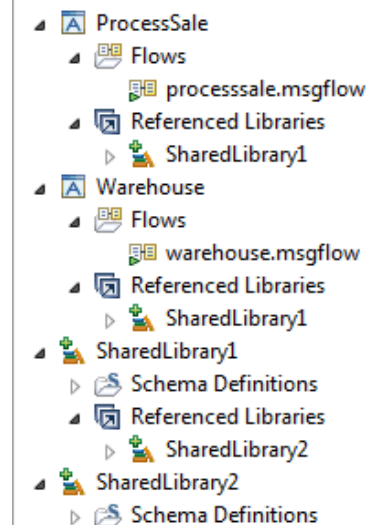 ProcessSale
Flows
processsale.msgflow
Referenced Libraries
SharedLibrary1
Warehouse
Flows
warehouse.msgflow
Referenced Libraries
SharedLibrary1
SharedLibrary1
Schema Definitions
Referenced Libraries
SharedLibrary2
SharedLibrary2
Schema Definitions